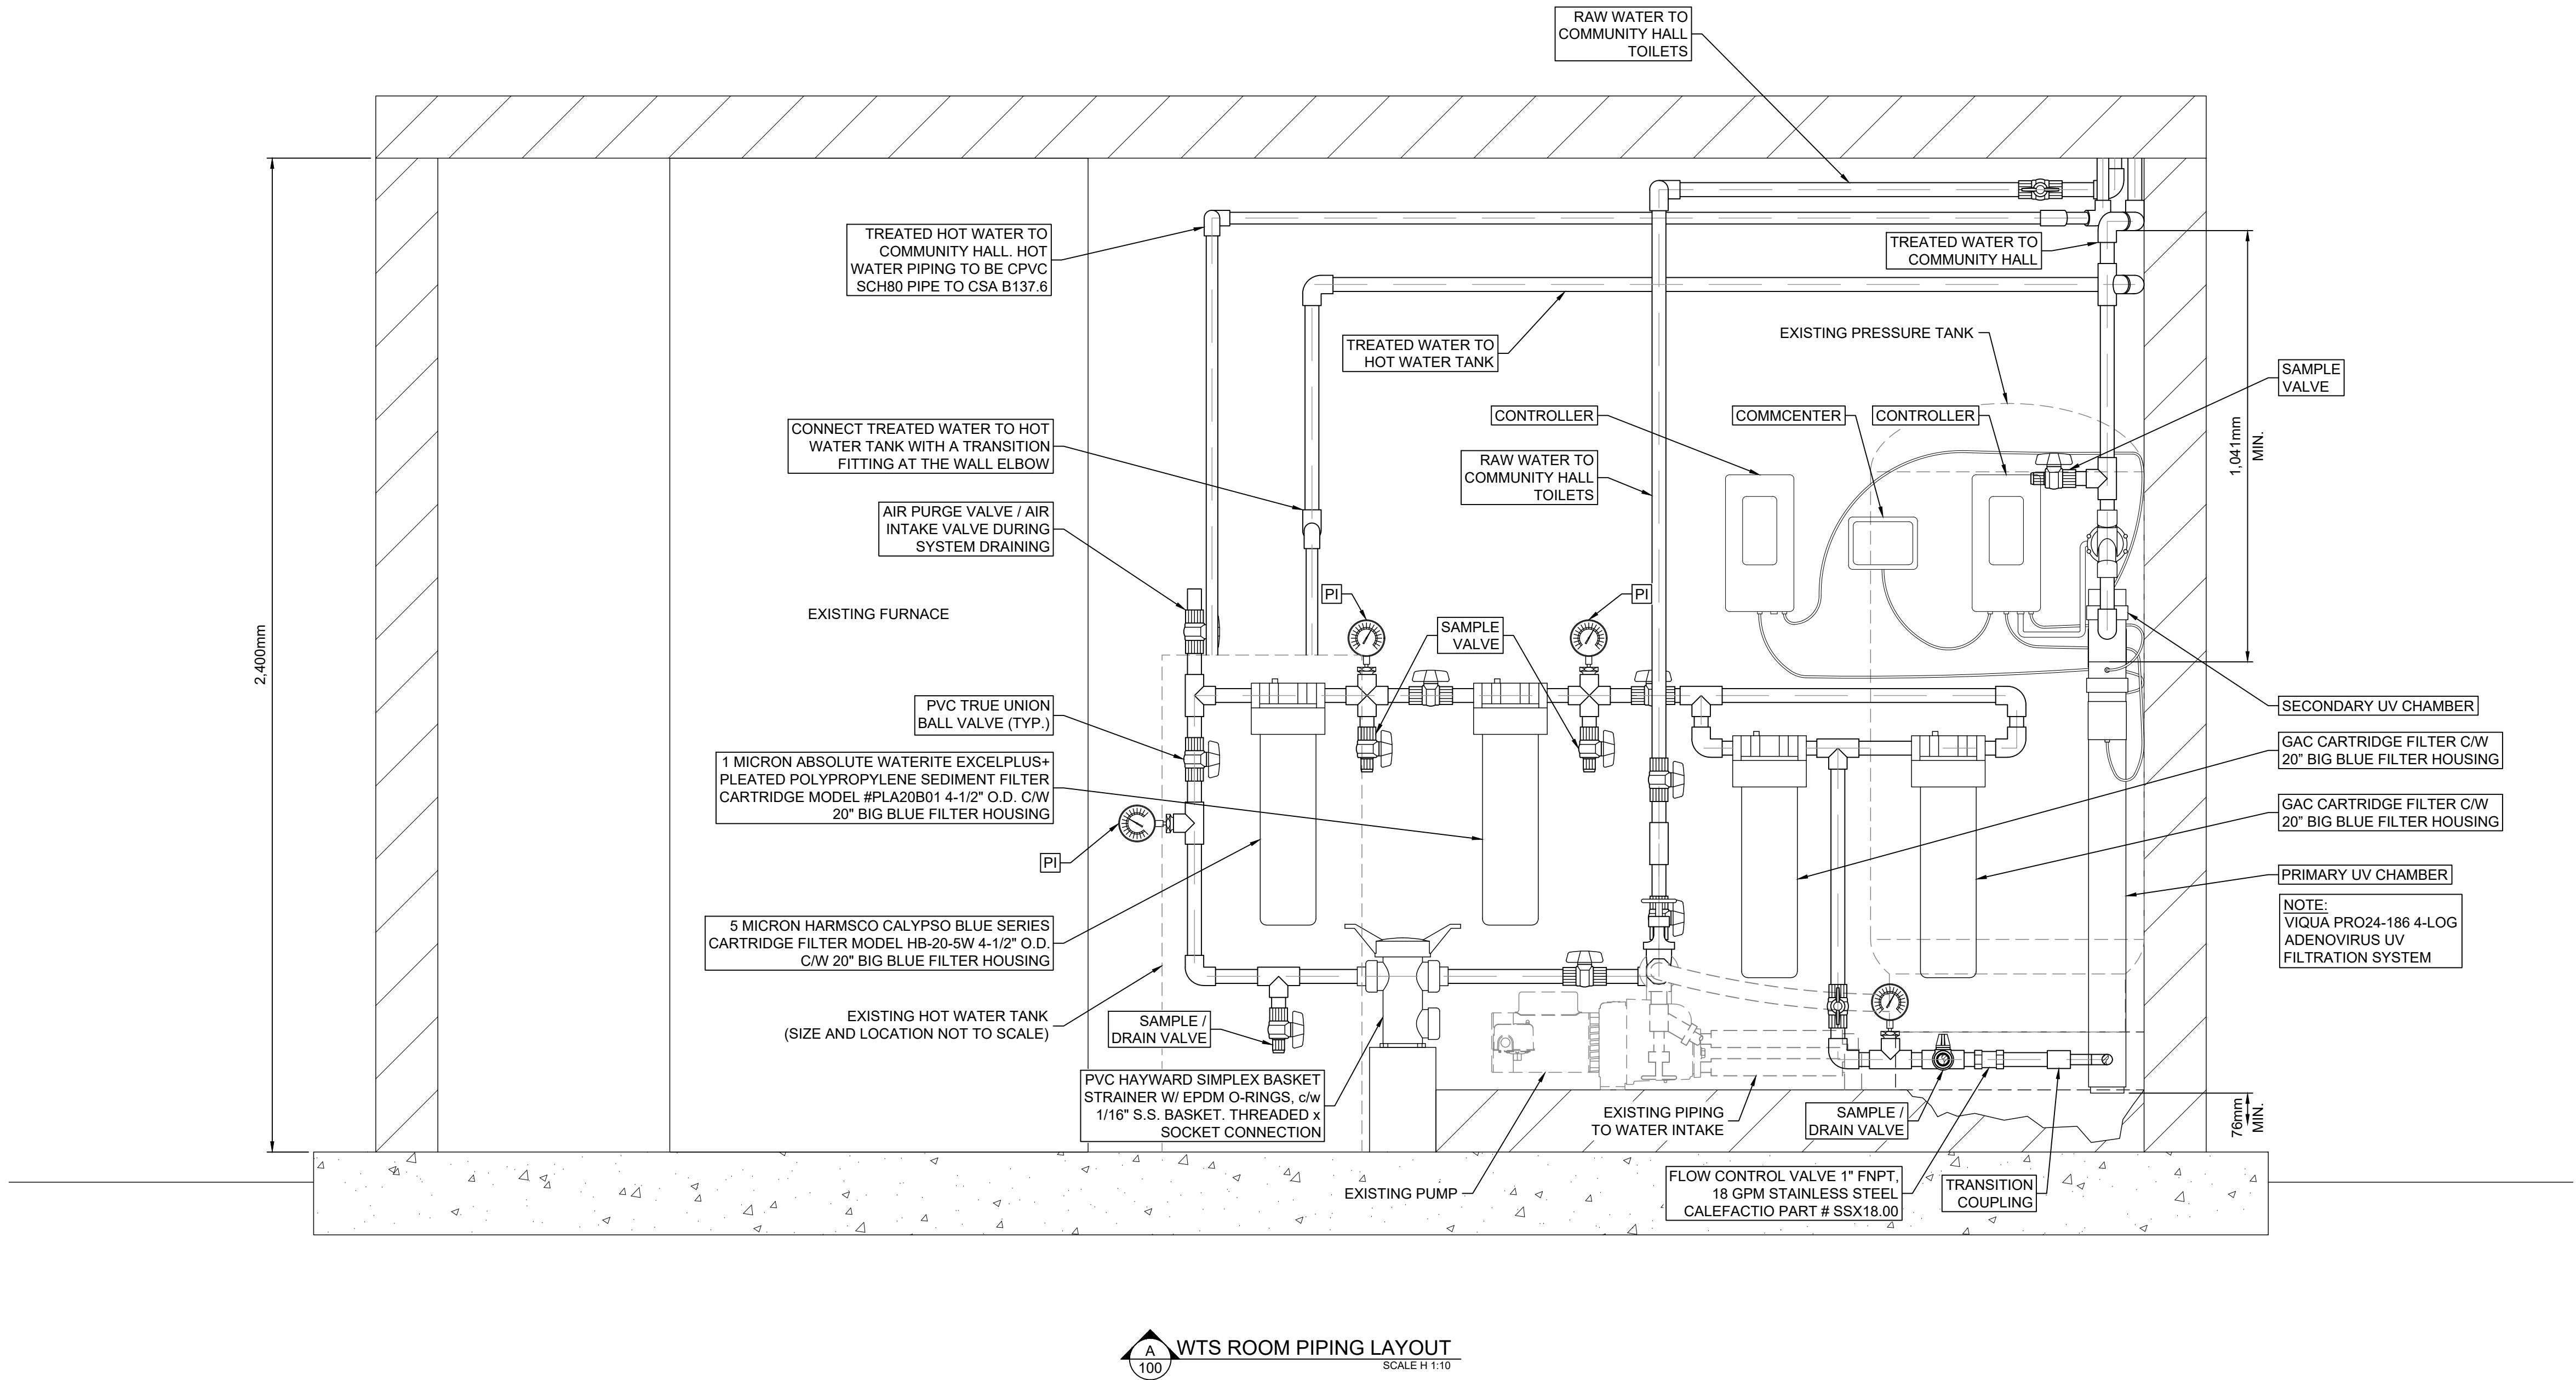 RAW WATER TO
COMMUNITY HALL
TOILETS
TREATED HOT WATER TO
COMMUNITY HALL. HOT
WATER PIPING TO BE CPVC
SCH80 PIPE TO CSA B137.6
TREATED WATER TO
COMMUNITY HALL
TREATED WATER TO
HOT WATER TANK
EXISTING PRESSURE TANK
SAMPLE
VALVE
CONTROLLER
COMMCENTER
CONTROLLER
CONNECT TREATED WATER TO HOT
WATER TANK WITH A TRANSITION
FITTING AT THE WALL ELBOW
RAW WATER TO
COMMUNITY HALL
TOILETS
1,041mm
MIN.
AIR PURGE VALVE / AIR
INTAKE VALVE DURING
SYSTEM DRAINING
EXISTING FURNACE
PI
PI
SAMPLE
VALVE
2,400mm
PVC TRUE UNION
BALL VALVE (TYP.)
SECONDARY UV CHAMBER
GAC CARTRIDGE FILTER C/W
20” BIG BLUE FILTER HOUSING
1 MICRON ABSOLUTE WATERITE EXCELPLUS+
PLEATED POLYPROPYLENE SEDIMENT FILTER
CARTRIDGE MODEL #PLA20B01 4-1/2" O.D. C/W
20" BIG BLUE FILTER HOUSING
GAC CARTRIDGE FILTER C/W
20” BIG BLUE FILTER HOUSING
PI
PRIMARY UV CHAMBER
NOTE:
VIQUA PRO24-186 4-LOG
ADENOVIRUS UV
FILTRATION SYSTEM
5 MICRON HARMSCO CALYPSO BLUE SERIES
CARTRIDGE FILTER MODEL HB-20-5W 4-1/2" O.D.
C/W 20" BIG BLUE FILTER HOUSING
EXISTING HOT WATER TANK
(SIZE AND LOCATION NOT TO SCALE)
SAMPLE /
DRAIN VALVE
PVC HAYWARD SIMPLEX BASKET
STRAINER W/ EPDM O-RINGS, c/w
1/16" S.S. BASKET. THREADED x
SOCKET CONNECTION
EXISTING PIPING
TO WATER INTAKE
SAMPLE /
DRAIN VALVE
76mm
MIN.
EXISTING PUMP
FLOW CONTROL VALVE 1" FNPT,
18 GPM STAINLESS STEEL
CALEFACTIO PART # SSX18.00
TRANSITION
COUPLING
A
100
WTS ROOM PIPING LAYOUT
SCALE H 1:10